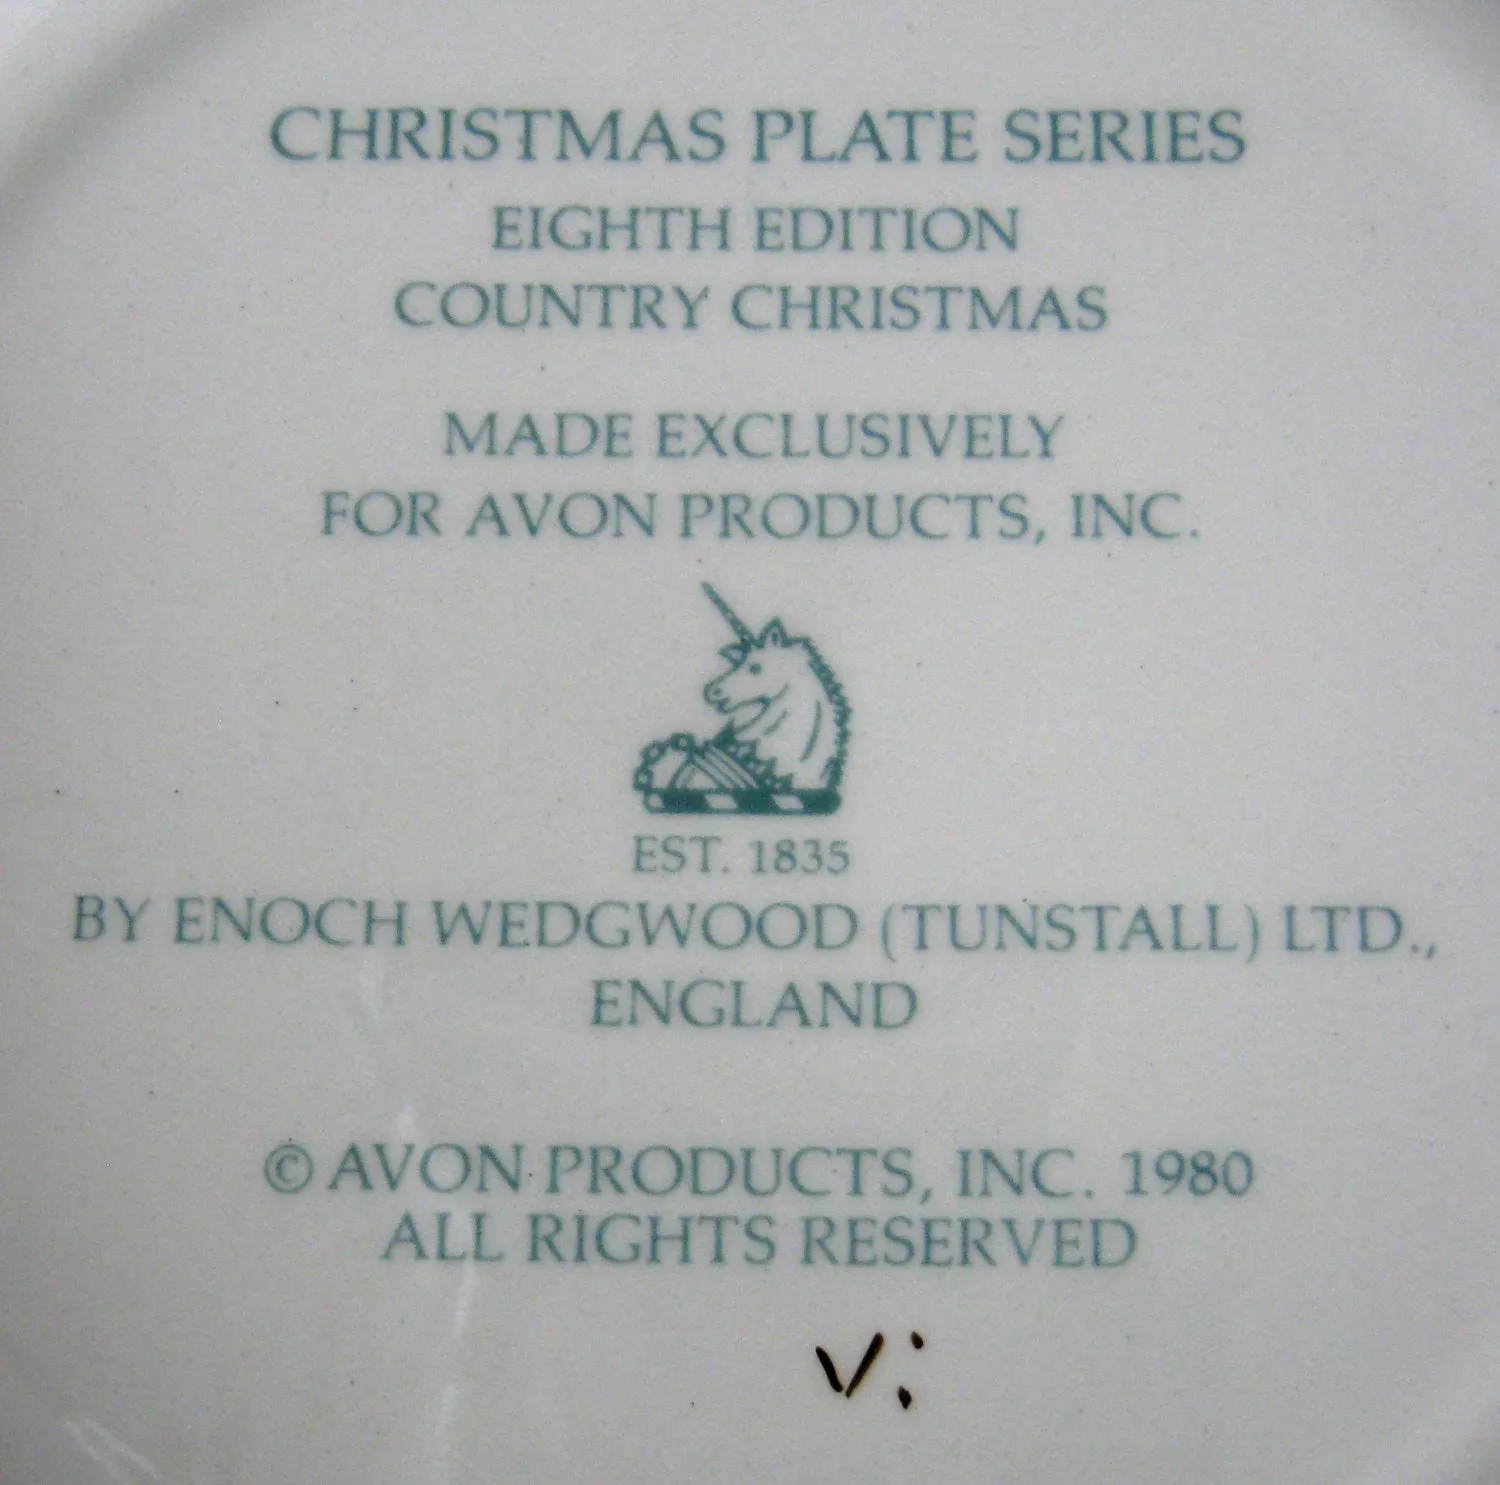 CHRISTMAS PLATE SERIES
EIGHTH EDITION
COUNTRY CHRISTMAS
MADE EXCLUSIVELY
FOR AVON PRODUCTS, INC.
EST. 1835
BY ENOCH WEDGWOOD (TUNSTALL) LTD.,
ENGLAND
© AVON PRODUCTS, INC. 1980
ALL RIGHTS RESERVED
V: